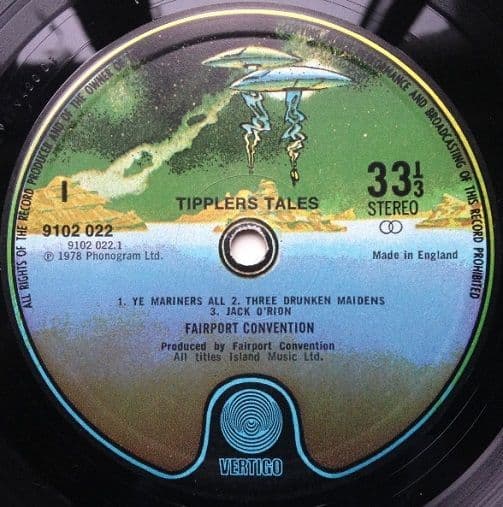 ALL RIGHTS OF THE RECORD PRODUCER AND OF THE OWNER OF
PERFORMANCE AND BROADCASTING OF THIS RECORD PROHIBITED
1
TIPPLERS TALES
33⅓
STEREO
9102 022
9102 022.1
℗ 1978 Phonogram Ltd.
Made in England
1. YE MARINERS ALL 2. THREE DRUNKEN MAIDENS
3. JACK O'RION
FAIRPORT CONVENTION
Produced by Fairport Convention
All titles Island Music Ltd.
VERTIGO